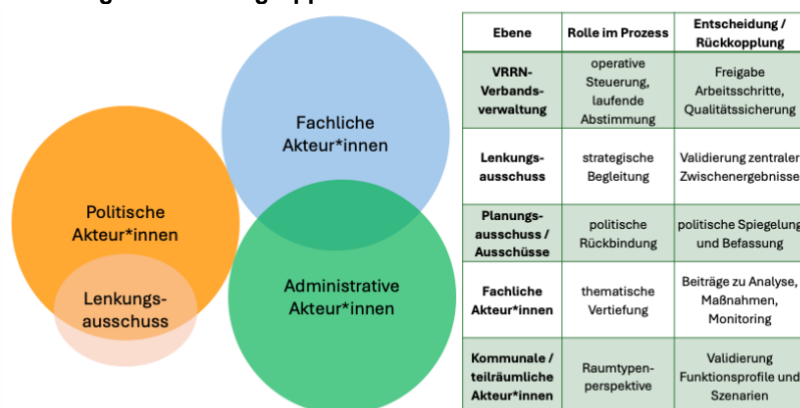 Fachliche
Akteur*innen
Politische
Akteur*innen
Lenkungs-
ausschuss
Administrative
Akteur*innen
Ebene
Rolle im Prozess
Entscheidung /
Rückkopplung
VRRN-
Verbands-
verwaltung
operative
Steuerung,
laufende
Abstimmung
Freigabe
Arbeitsschritte,
Qualitätssicherung
Lenkungs-
ausschuss
strategische
Begleitung
Validierung zentraler
Zwischenergebnisse
Planungs-
ausschuss /
Ausschüsse
politische
Rückbindung
politische Spiegelung
und Befassung
Fachliche
Akteur*innen
thematische
Vertiefung
Beiträge zu Analyse,
Maßnahmen,
Monitoring
Kommunale /
teilräumliche
Akteur*innen
Raumtypen-
perspektive
Validierung
Funktionsprofile und
Szenarien